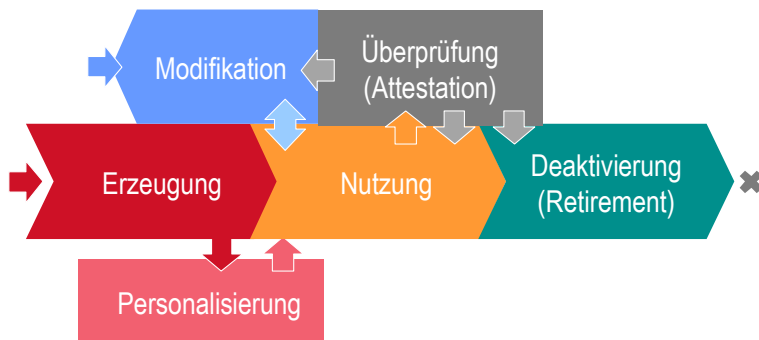 Modifikation
Überprüfung
(Attestation)
Erzeugung
Nutzung
Deaktivierung
(Retirement)
Personalisierung